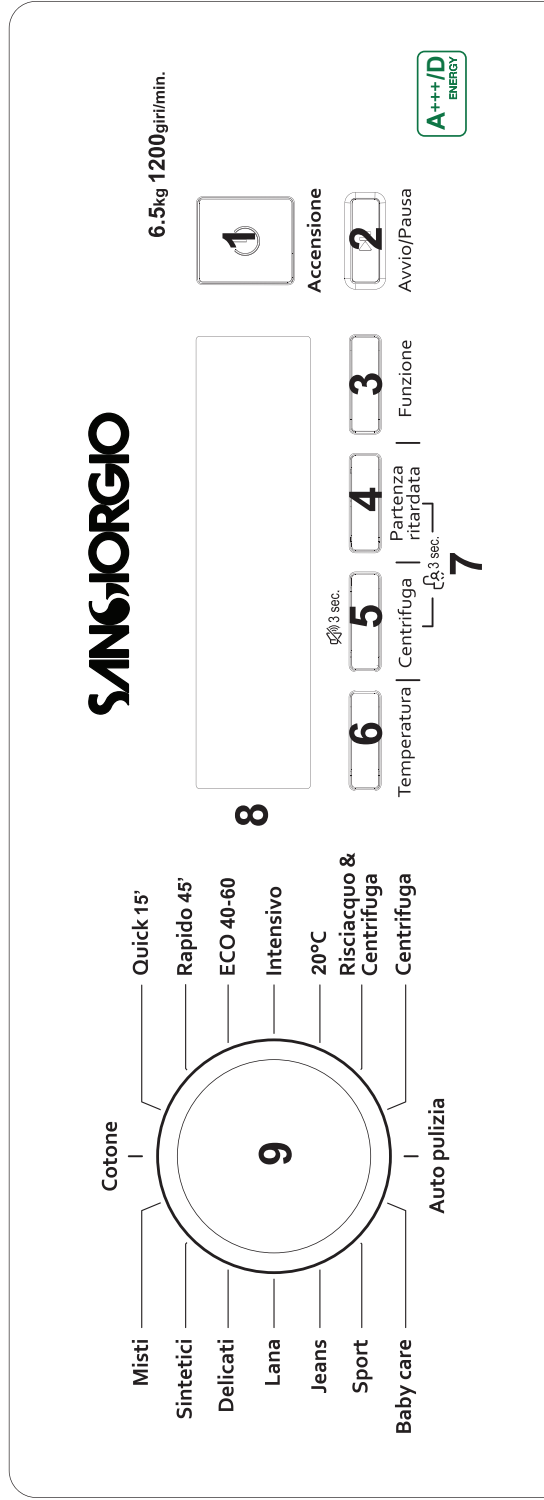 SANGIORGIO
6.5kg 1200giri/min.
Cotone
Misti
Sintetici
Delicati
Lana
Jeans
Sport
Baby care
Auto pulizia
Quick 15’
Rapido 45’
ECO 40-60
Intensivo
20°C
Risciacquo &
Centrifuga
Centrifuga
9
8
3 sec.
6
5
4
3
1
2
Temperatura
Centrifuga
Partenza
ritardata
Funzione
Accensione
Avvio/Pausa
3 sec.
7
A+++/D
ENERGY